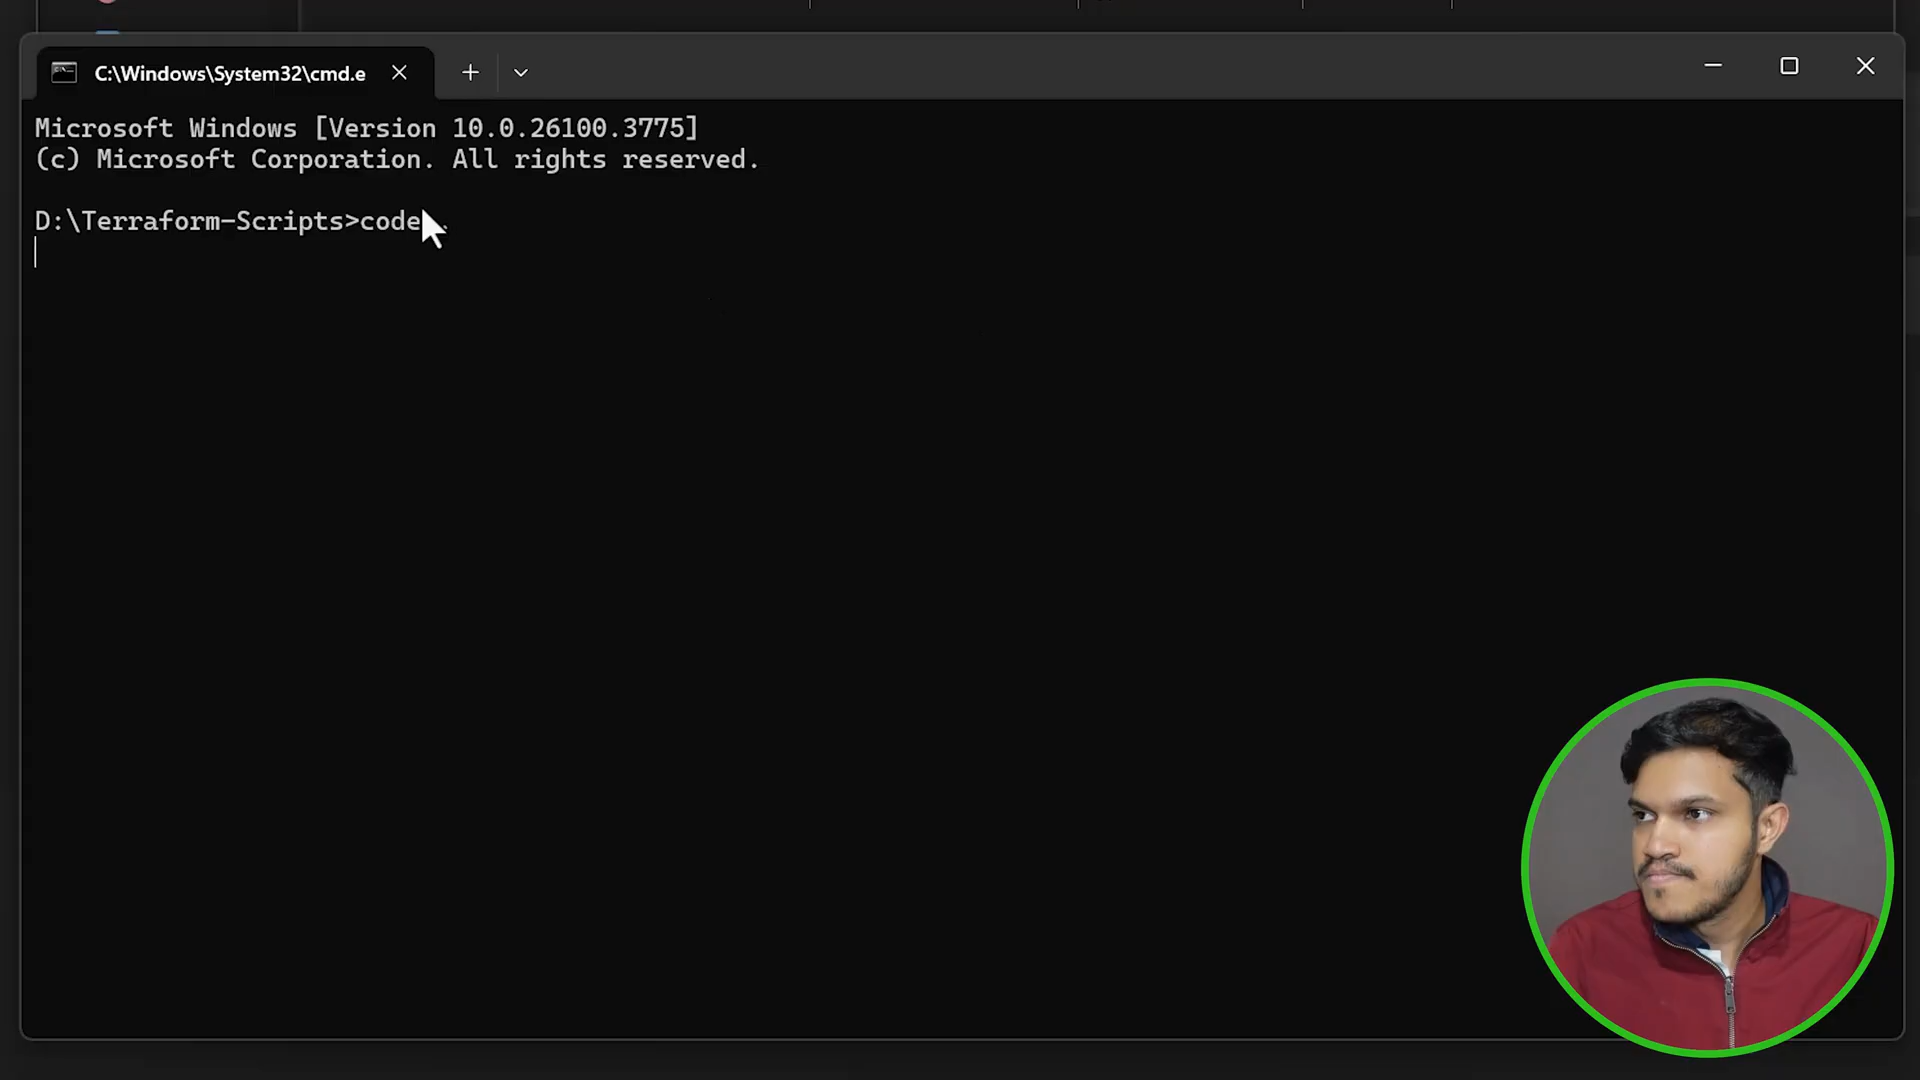 C:\Windows\System32\cmd.e
Microsoft Windows [Version 10.0.26100.3775]
(c) Microsoft Corporation. All rights reserved.
D:\Terraform-Scripts>code .